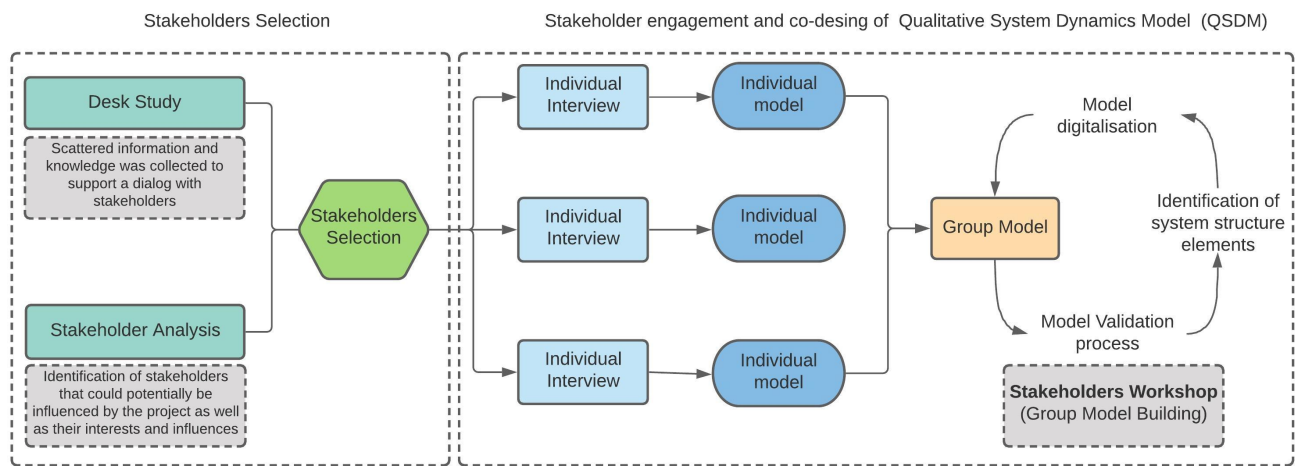 Stakeholders Selection
Stakeholder engagement and co-desing of Qualitative System Dynamics Model (QSDM)
Desk Study
Scattered information and
knowledge was collected to
support a dialog with
stakeholders
Stakeholders
Selection
Stakeholder Analysis
Identification of stakeholders
that could potentially be
influenced by the project as well
as their interests and influences
Individual
Interview
Individual
model
Individual
Interview
Individual
model
Individual
Interview
Individual
model
Group Model
Model
digitalisation
Identification of
system structure
elements
Model Validation
process
Stakeholders Workshop
(Group Model Building)